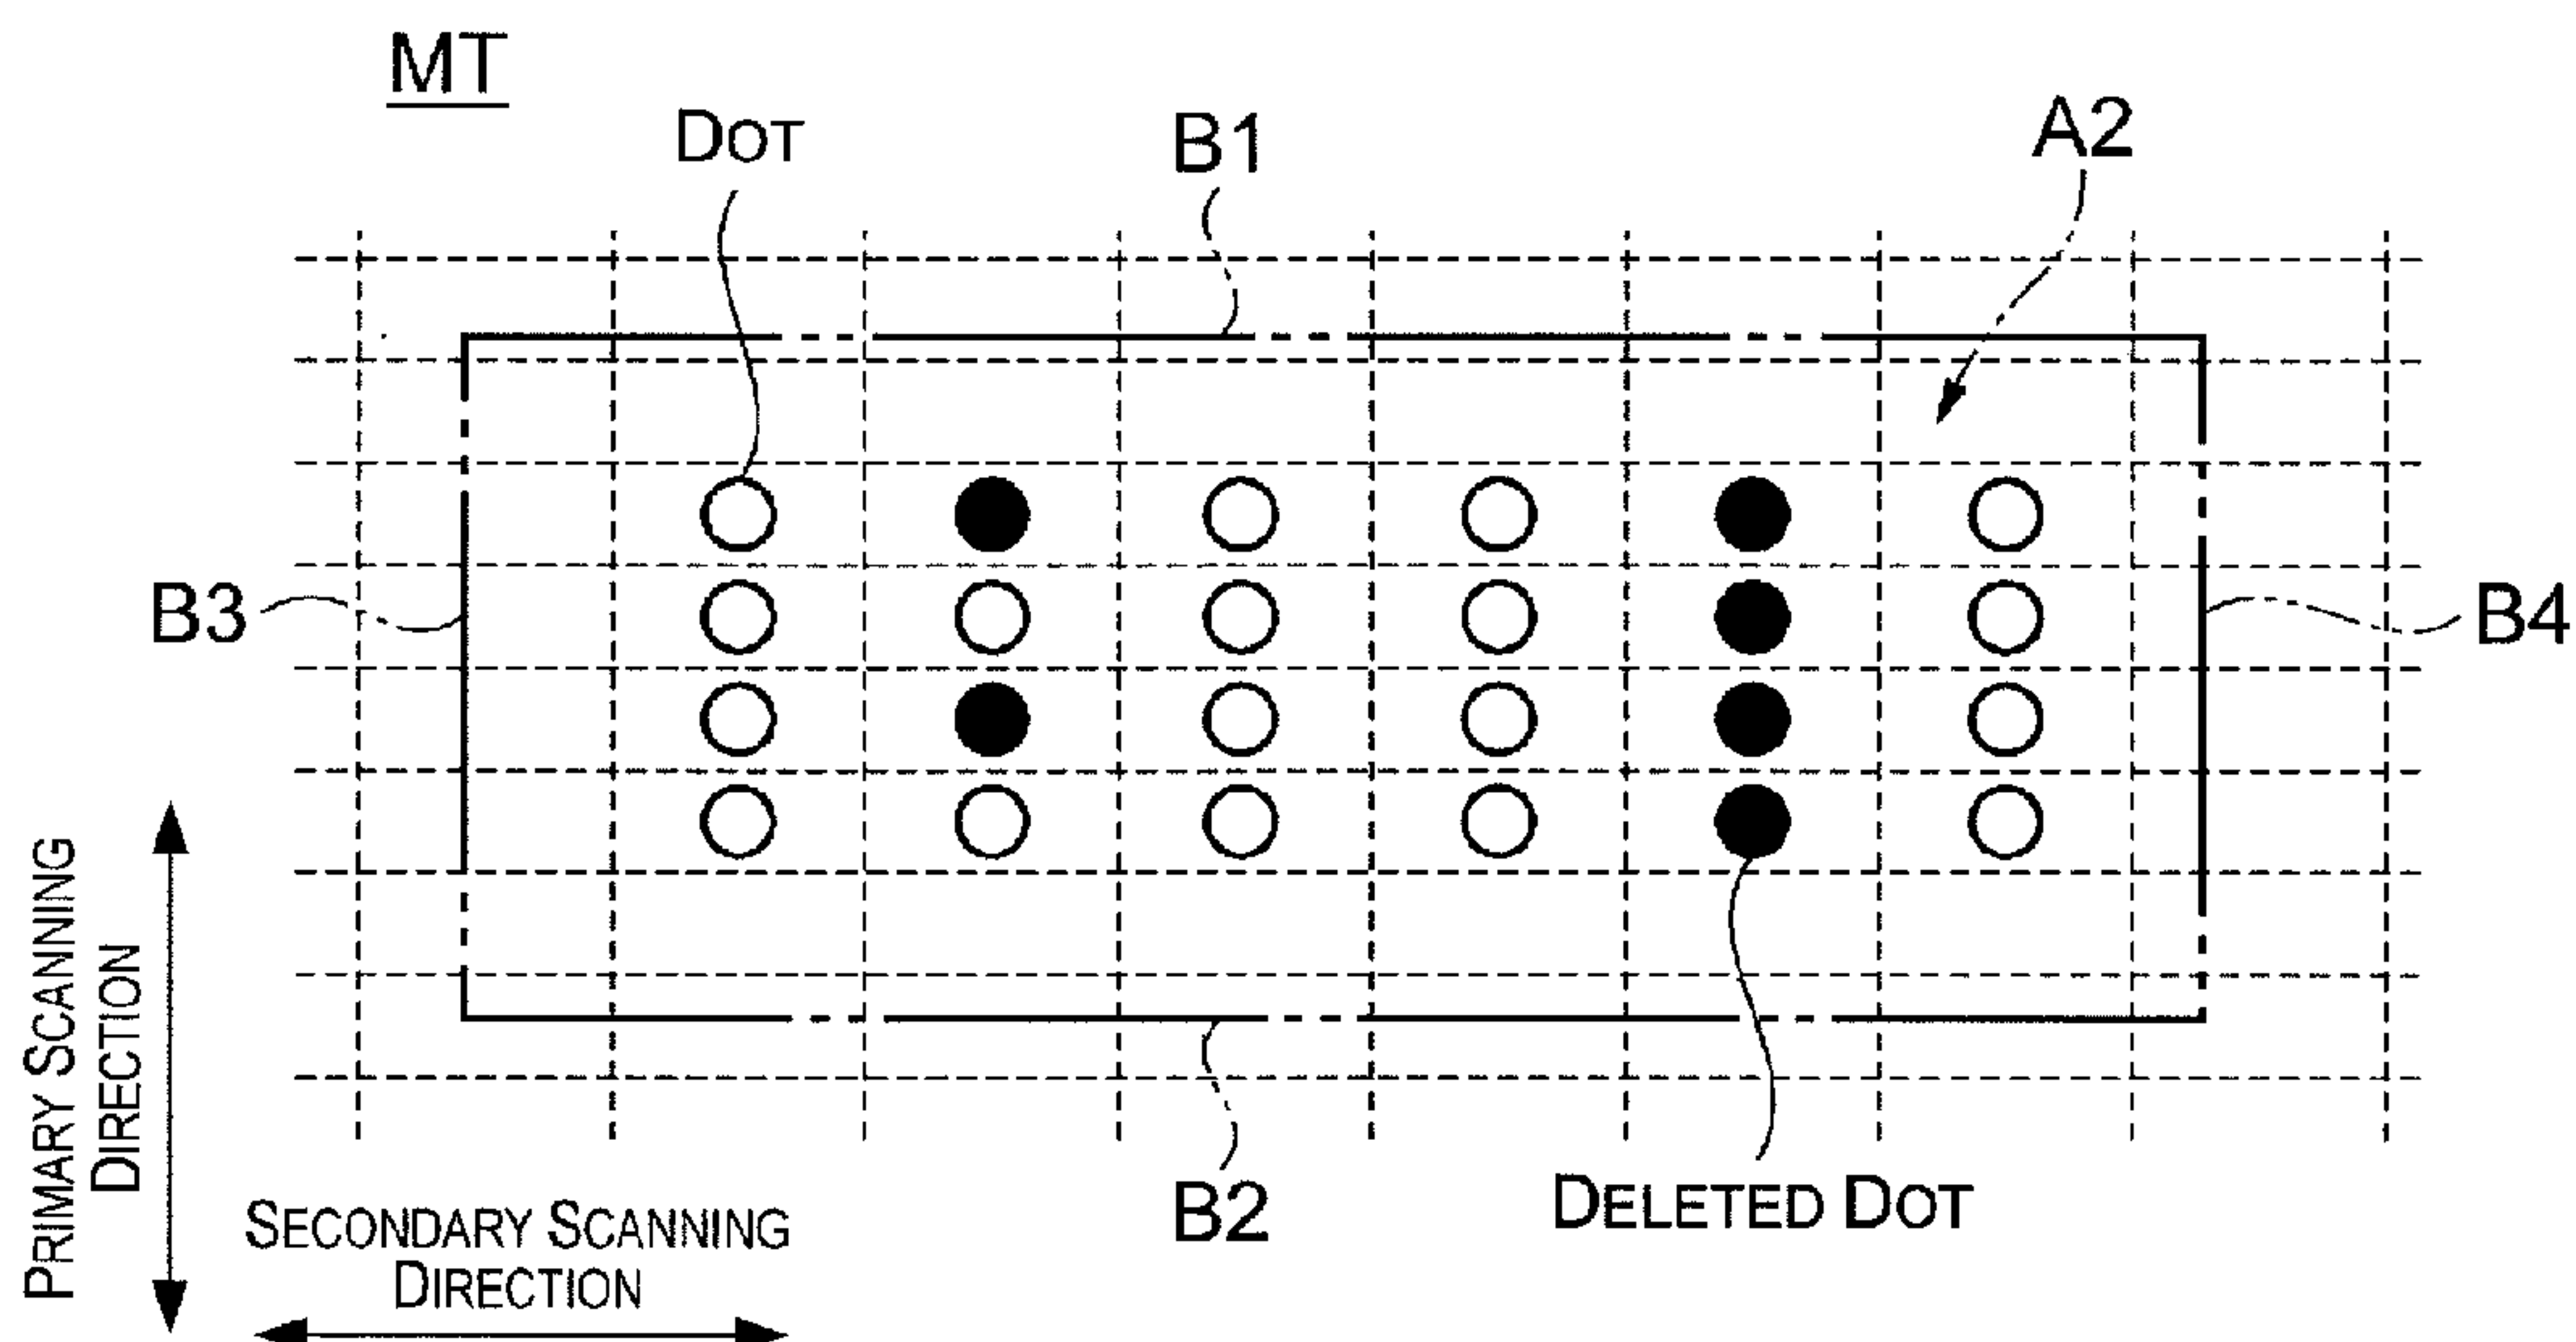 MT
DOT
B1
A2
B3
B4
PRIMARY SCANNING
DIRECTION
SECONDARY SCANNING
DIRECTION
B2
DELETED DOT